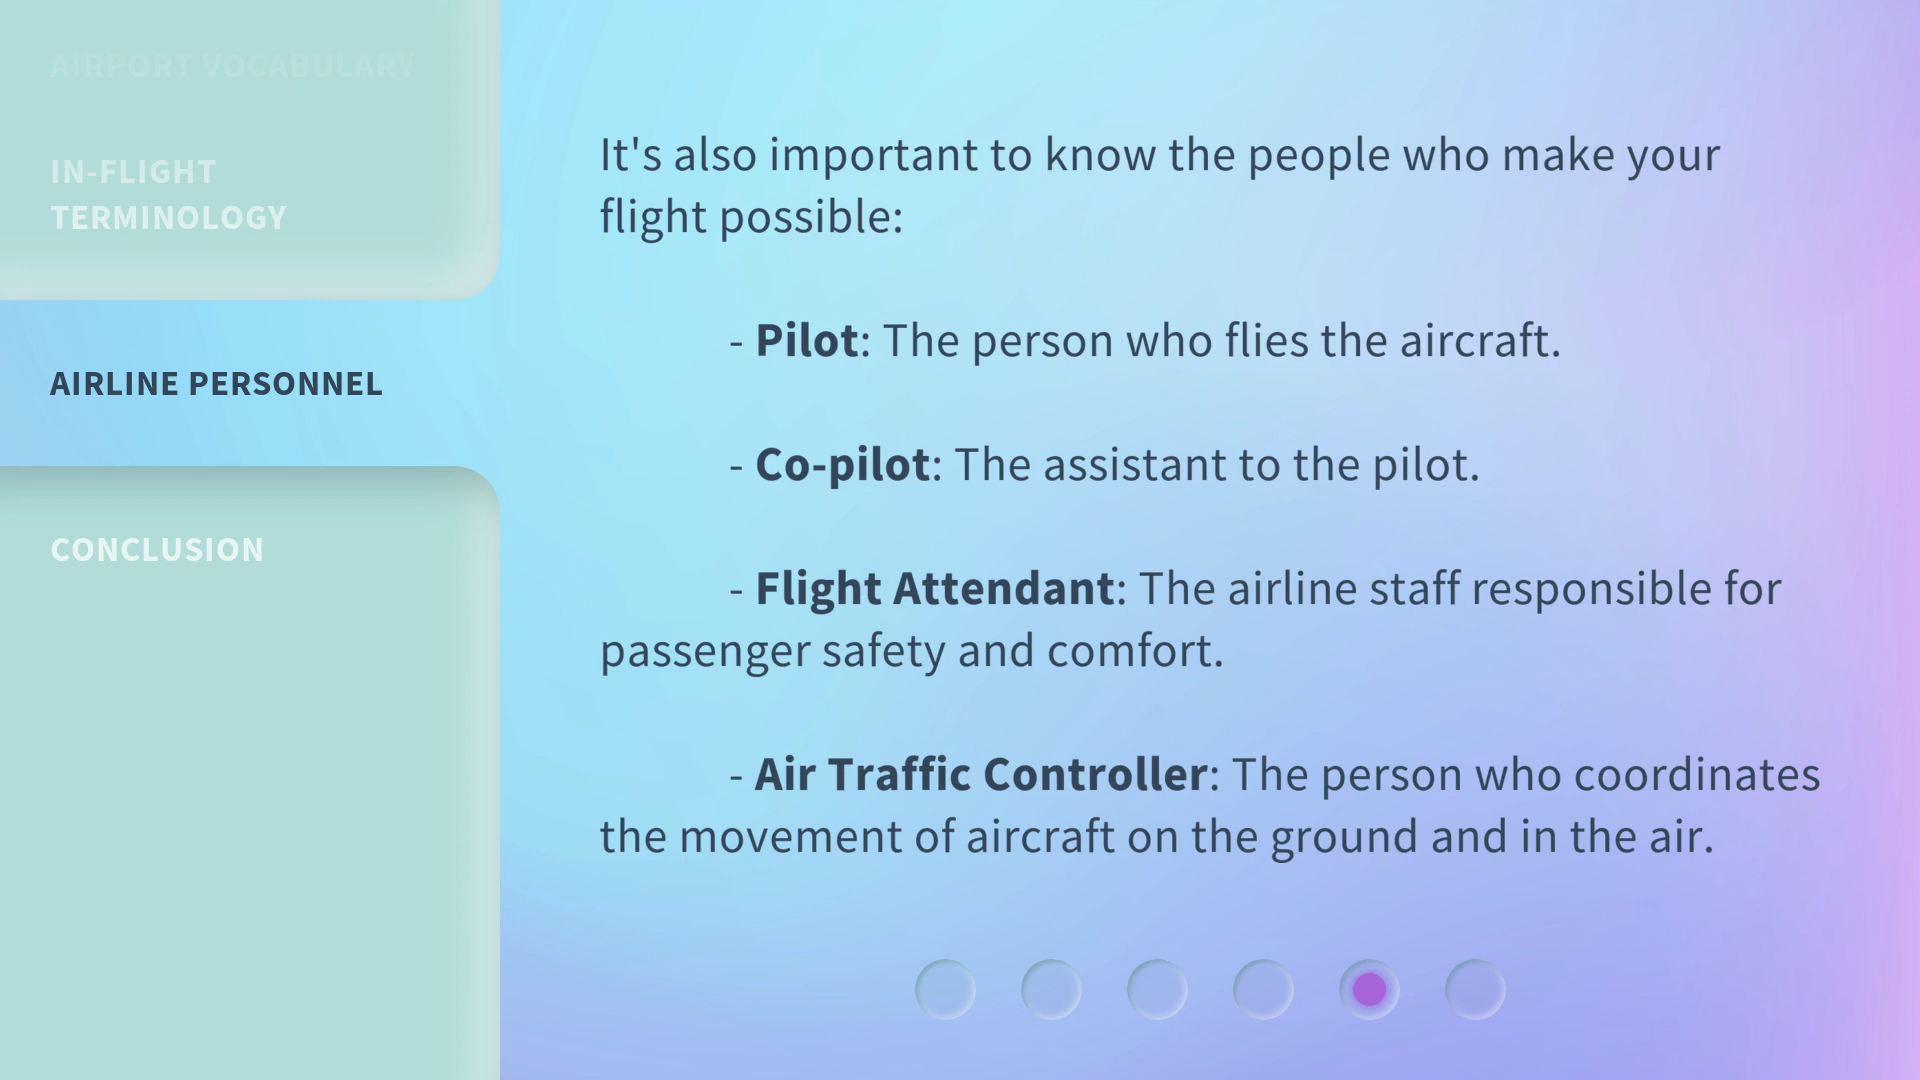 AIRPORT VOCABULARY
IN-FLIGHT
TERMINOLOGY
AIRLINE PERSONNEL
CONCLUSION
It's also important to know the people who make your
flight possible:
- Pilot: The person who flies the aircraft.
- Co-pilot: The assistant to the pilot.
- Flight Attendant: The airline staff responsible for
passenger safety and comfort.
- Air Traffic Controller: The person who coordinates
the movement of aircraft on the ground and in the air.